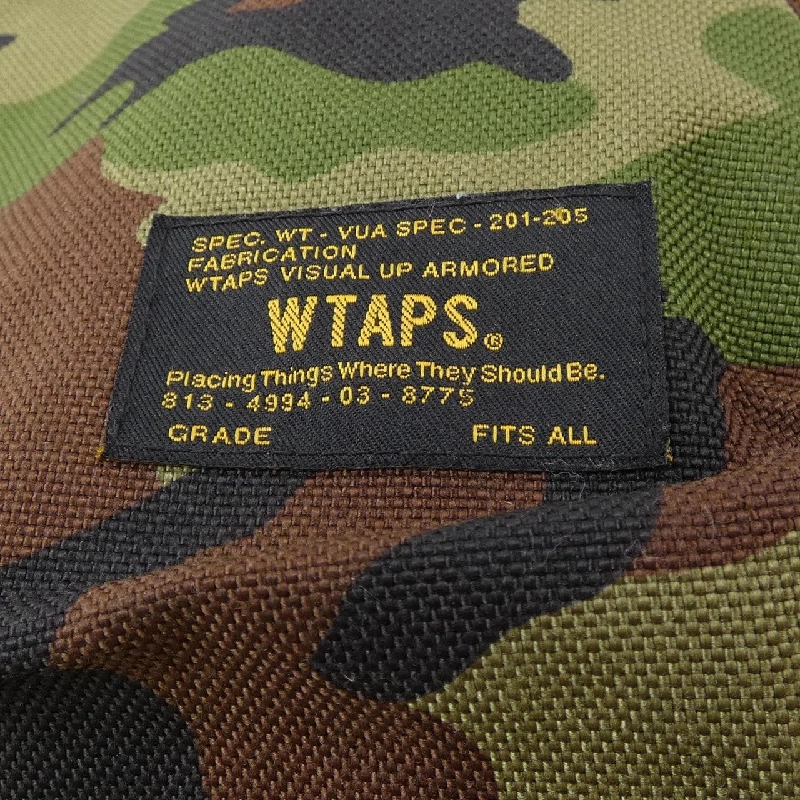 SPEC. WT - VUA SPEC - 201-205
FABRICATION
WTAPS VISUAL UP ARMORED
WTAPS®
Placing Things Where They Should Be.
813 - 4994 - 03 - 8775
GRADE FITS ALL